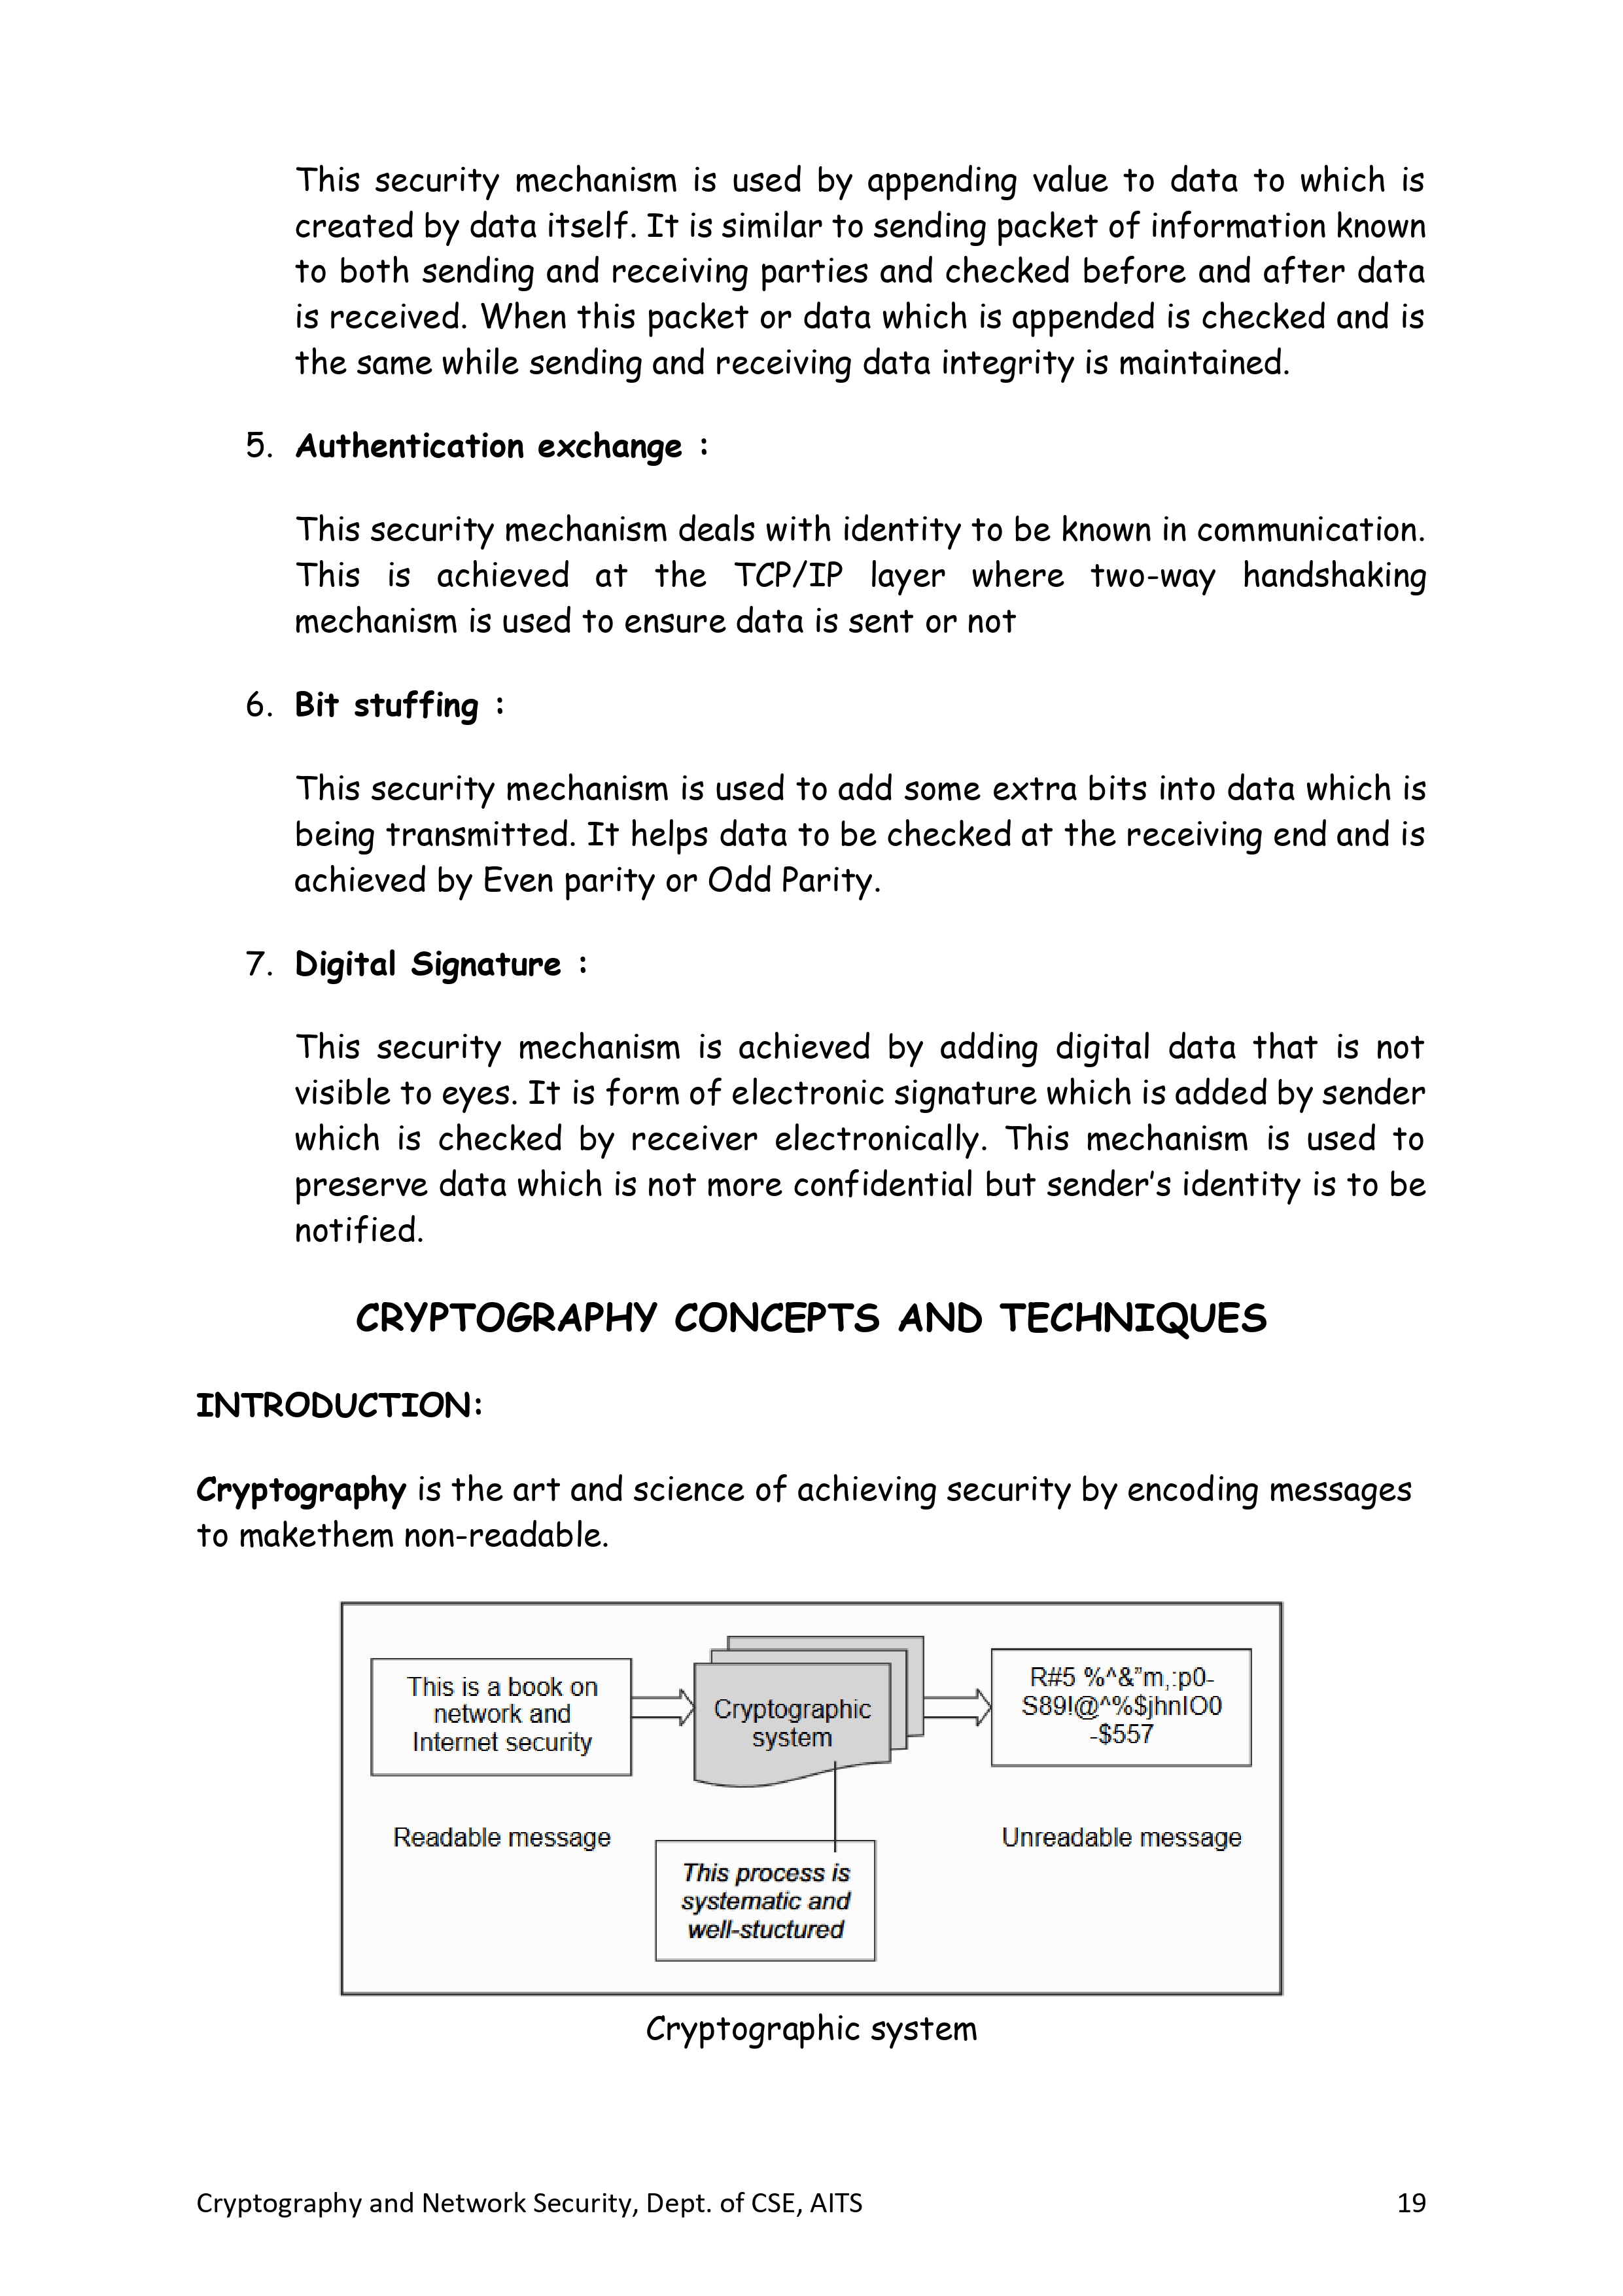 This security mechanism is used by appending value to data to which is
created by data itself. It is similar to sending packet of information known
to both sending and receiving parties and checked before and after data
is received. When this packet or data which is appended is checked and is
the same while sending and receiving data integrity is maintained.
5. Authentication exchange :
This security mechanism deals with identity to be known in communication.
This is achieved at the TCP/IP layer where two-way handshaking
mechanism is used to ensure data is sent or not
6. Bit stuffing :
This security mechanism is used to add some extra bits into data which is
being transmitted. It helps data to be checked at the receiving end and is
achieved by Even parity or Odd Parity.
7. Digital Signature :
This security mechanism is achieved by adding digital data that is not
visible to eyes. It is form of electronic signature which is added by sender
which is checked by receiver electronically. This mechanism is used to
preserve data which is not more confidential but sender’s identity is to be
notified.
CRYPTOGRAPHY CONCEPTS AND TECHNIQUES
INTRODUCTION:
Cryptography is the art and science of achieving security by encoding messages
to makethem non-readable.
This is a book on
network and
Internet security
Cryptographic
system
R#5 %^&”m,:p0-
S89!@^%$jhnIO0
-$557
Readable message
Unreadable message
This process is
systematic and
well-stuctured
Cryptographic system
Cryptography and Network Security, Dept. of CSE, AITS 19